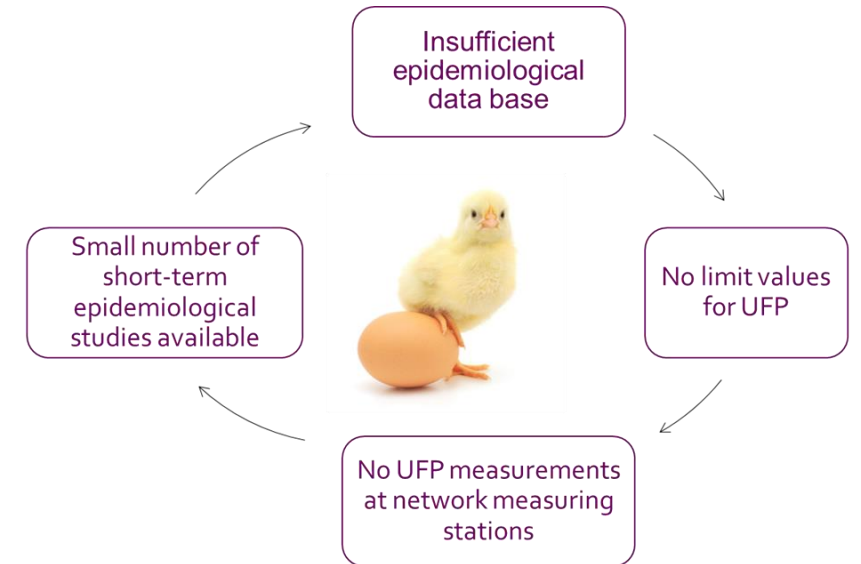 Insufficient
epidemiological
data base
No limit values
for UFP
No UFP measurements
at network measuring
stations
Small number of
short-term
epidemiological
studies available